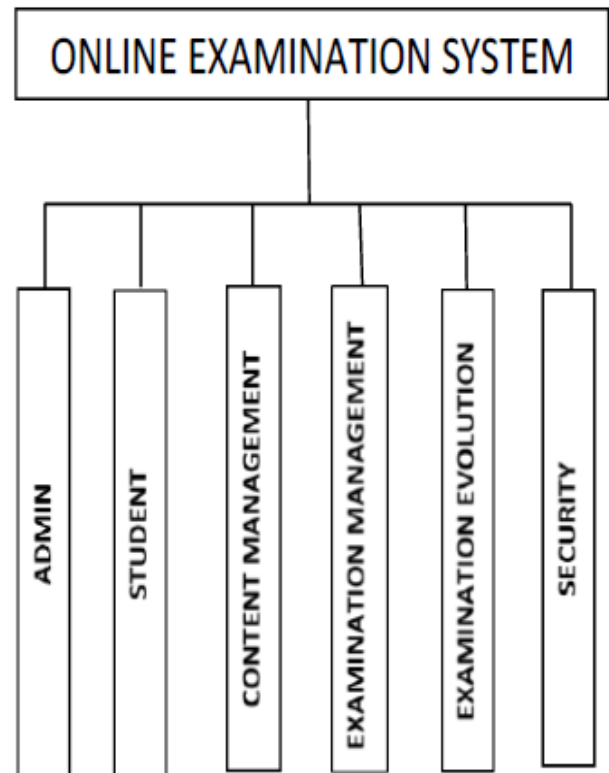 ONLINE EXAMINATION SYSTEM
ADMIN
STUDENT
CONTENT MANAGEMENT
EXAMINATION MANAGEMENT
EXAMINATION EVOLUTION
SECURITY